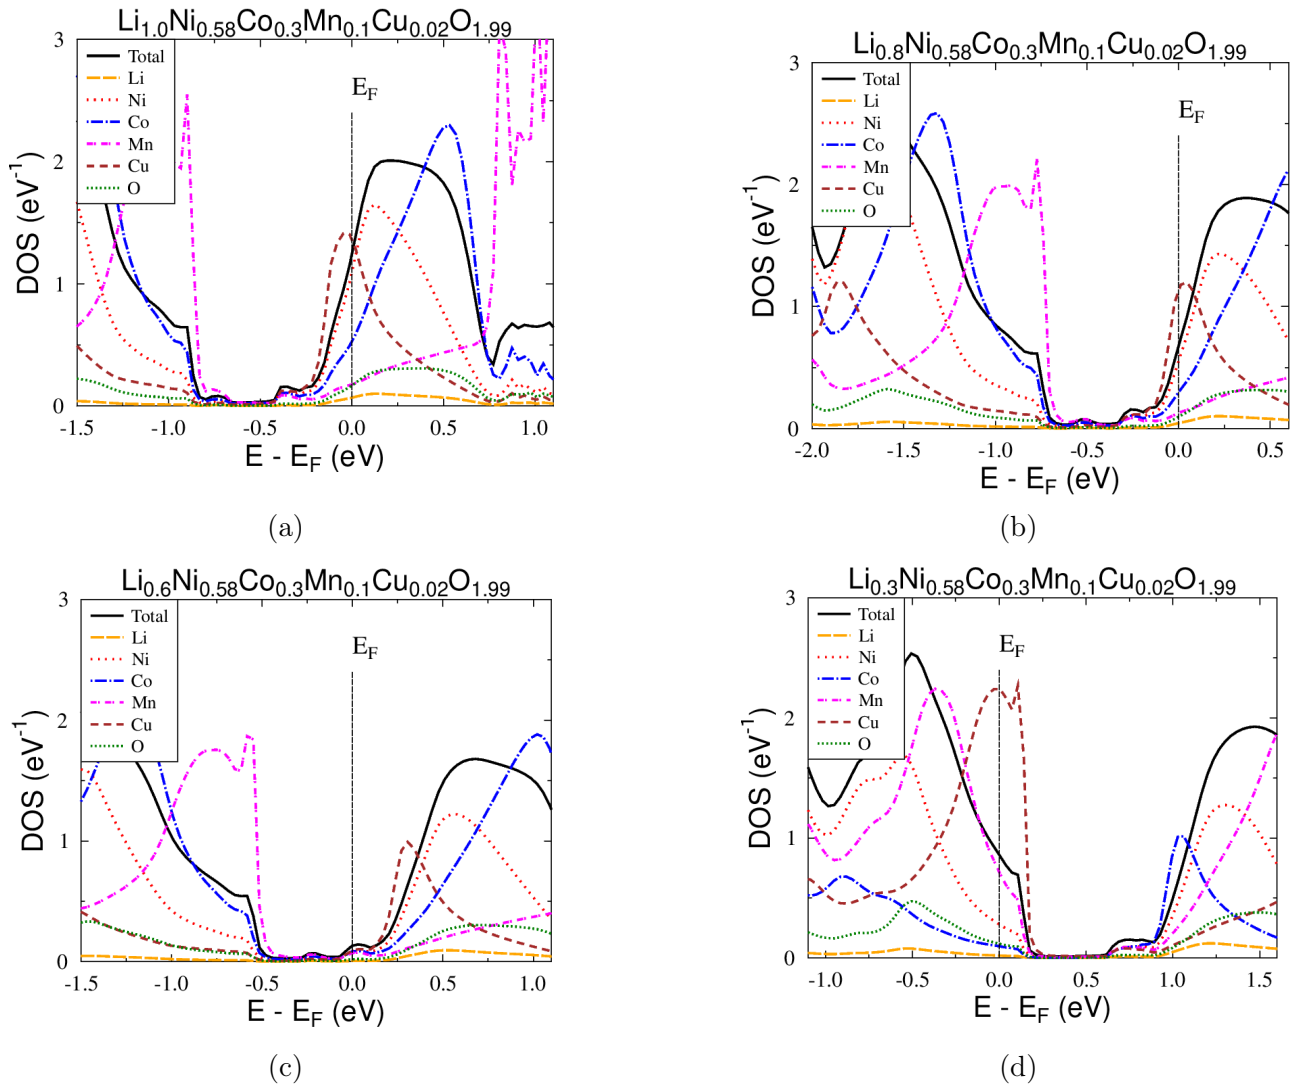 Li1.0Ni0.58Co0.3Mn0.1Cu0.02O1.99
3
2
1
0
DOS (eV-1)
Total
Li
Ni
Co
Mn
Cu
O
EF
-1.5
-1.0
-0.5
0.0
0.5
1.0
E - EF (eV)
(a)
Li0.8Ni0.58Co0.3Mn0.1Cu0.02O1.99
3
2
1
0
DOS (eV-1)
Total
Li
Ni
Co
Mn
Cu
O
EF
-2.0
-1.5
-1.0
-0.5
0.0
0.5
E - EF (eV)
(b)
Li0.6Ni0.58Co0.3Mn0.1Cu0.02O1.99
3
2
1
0
DOS (eV-1)
Total
Li
Ni
Co
Mn
Cu
O
EF
-1.5
-1.0
-0.5
0.0
0.5
1.0
E - EF (eV)
(c)
Li0.3Ni0.58Co0.3Mn0.1Cu0.02O1.99
3
2
1
0
DOS (eV-1)
Total
Li
Ni
Co
Mn
Cu
O
EF
-1.0
-0.5
0.0
0.5
1.0
1.5
E - EF (eV)
(d)